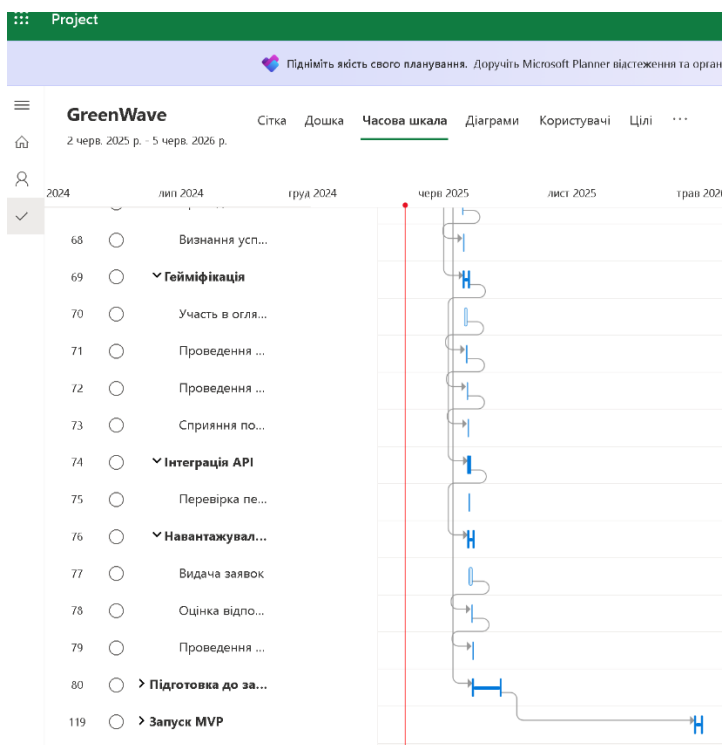 Project
Підніміть якість свого планування. Доручіть Microsoft Planner відстеження та орган
GreenWave
2 черв. 2025 р. - 5 черв. 2026 р.
Сітка Дошка Часова шкала Діаграми Користувачі Цілі ...
2024 лип 2024 груд 2024 черв 2025 лист 2025 трав 2026
68 Визнання усп...
69 Гейміфікація
70 Участь в огля...
71 Проведення ...
72 Проведення ...
73 Сприяння по...
74 Інтеграція API
75 Перевірка пе...
76 Навантажувал...
77 Видача заявок
78 Оцінка відпо...
79 Проведення ...
80 Підготовка до за...
119 Запуск MVP